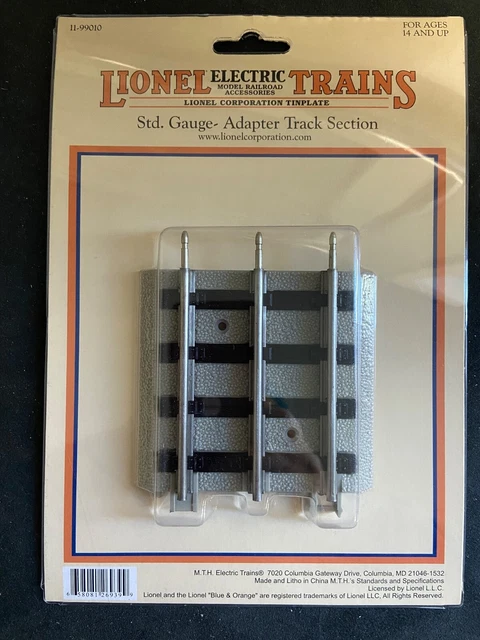 11-99010
FOR AGES
14 AND UP
LIONEL ELECTRIC TRAINS
MODEL RAILROAD
ACCESSORIES
LIONEL CORPORATION TINPLATE
Std. Gauge- Adapter Track Section
www.lionelcorporation.com
M.T.H. Electric Trains® 7020 Columbia Gateway Drive, Columbia, MD 21046-1532
Made and Litho in China M.T.H.'s Standards and Specifications
Licensed by Lionel L.L.C.
Lionel and the Lionel "Blue & Orange" are registered trademarks of Lionel LLC, All Rights Reserved.